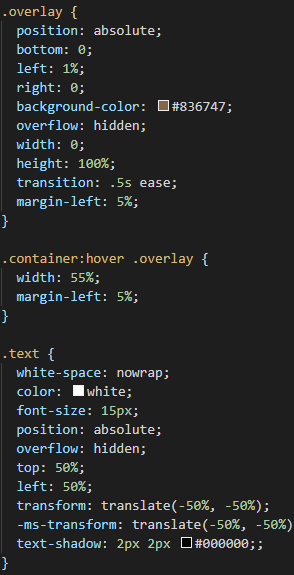 .overlay {
position: absolute;
bottom: 0;
left: 1%;
right: 0;
background-color: #836747;
overflow: hidden;
width: 0;
height: 100%;
transition: .5s ease;
margin-left: 5%;
}
.container:hover .overlay {
width: 55%;
margin-left: 5%;
}
.text {
white-space: nowrap;
color: white;
font-size: 15px;
position: absolute;
overflow: hidden;
top: 50%;
left: 50%;
transform: translate(-50%, -50%);
-ms-transform: translate(-50%, -50%)
text-shadow: 2px 2px #000000;;
}